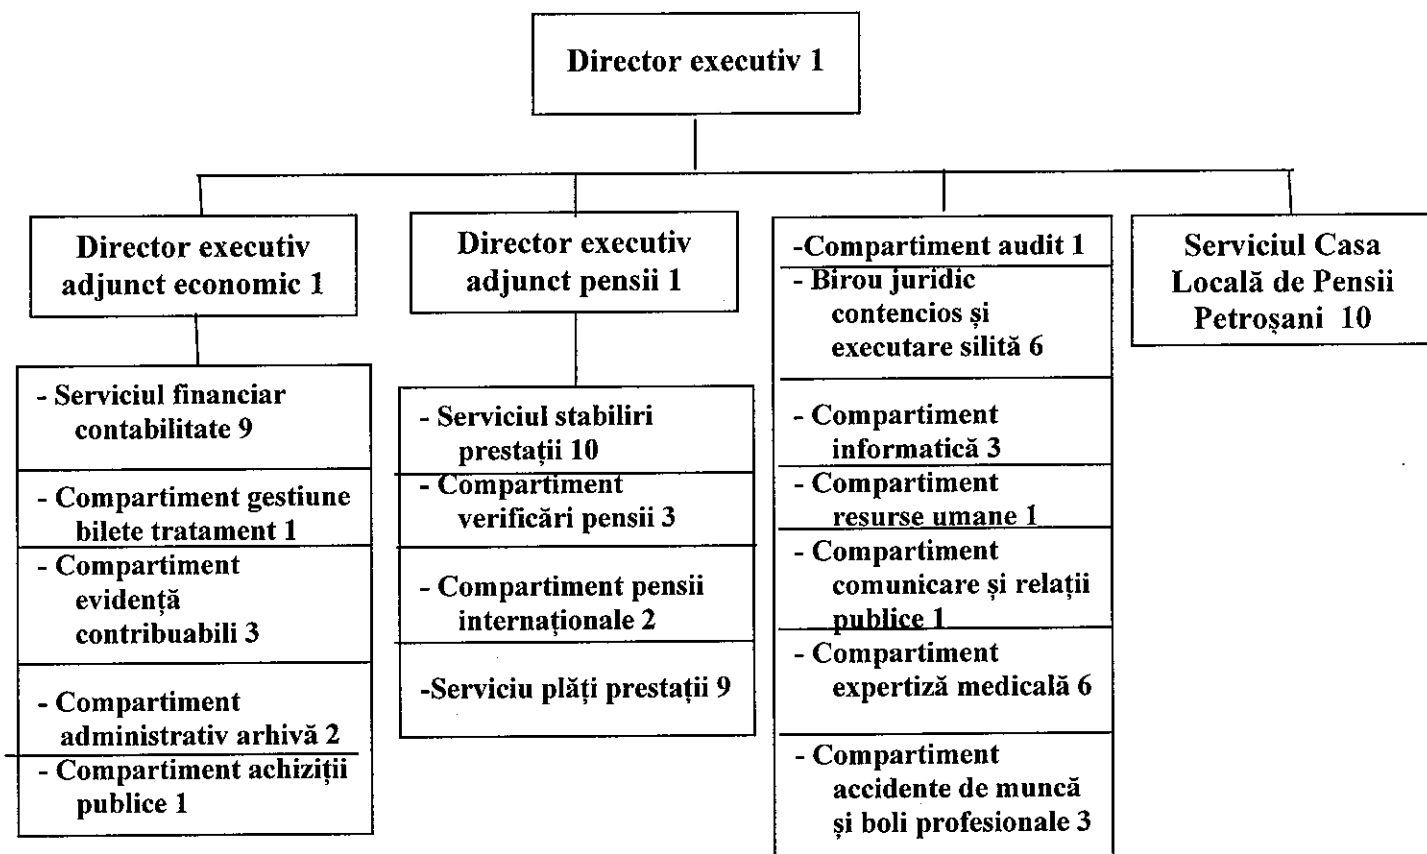 Director executiv 1
Director executiv
adjunct economic 1
- Serviciul financiar
contabilitate 9
- Compartiment gestiune
bilete tratament 1
- Compartiment
evidență
contribuabili 3
- Compartiment
administrativ arhivă 2
- Compartiment achiziții
publice 1
Director executiv
adjunct pensii 1
- Serviciul stabiliri
prestații 10
- Compartiment
verificări pensii 3
- Compartiment pensii
internaționale 2
-Serviciu plăți prestații 9
-Compartiment audit 1
- Birou juridic
contencios și
executare silită 6
- Compartiment
informatică 3
- Compartiment
resurse umane 1
- Compartiment
comunicare și relații
publice 1
- Compartiment
expertiză medicală 6
- Compartiment
accidente de muncă
și boli profesionale 3
Serviciul Casa
Locală de Pensii
Petroșani 10